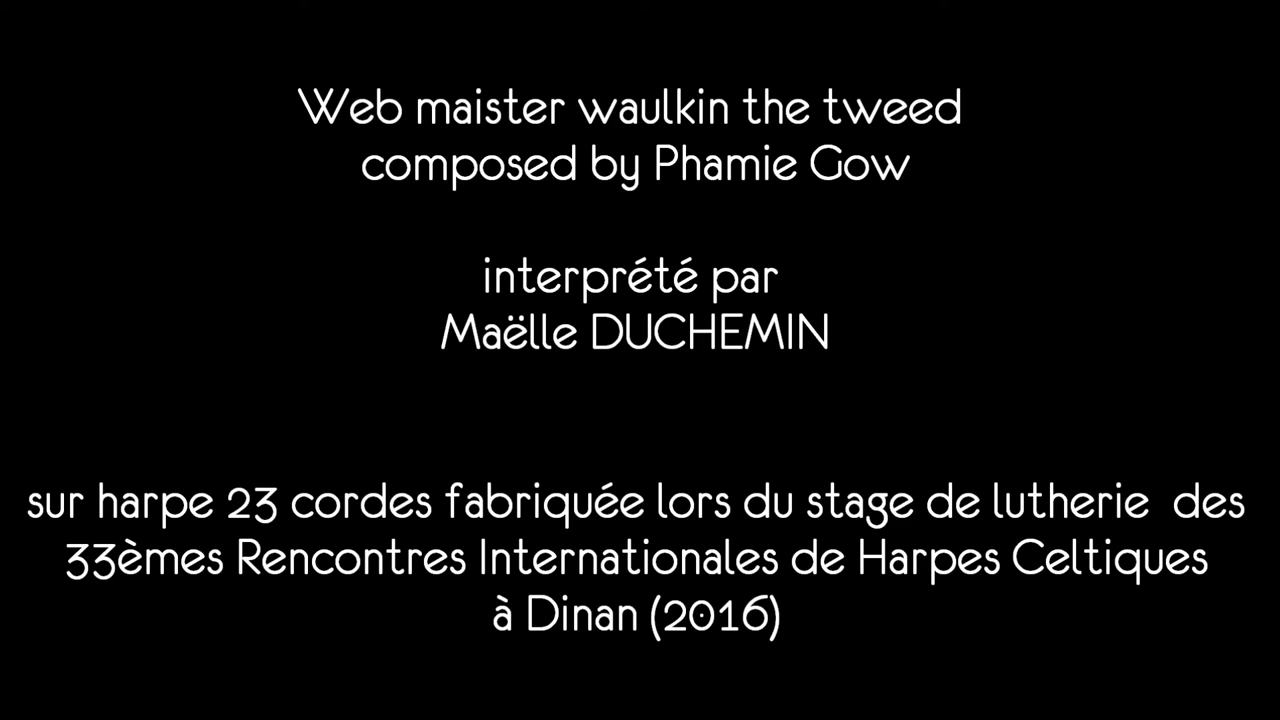 Web maister waulkin the tweed
composed by Phamie Gow
interprété par
Maëlle DUCHEMIN
sur harpe 23 cordes fabriquée lors du stage de lutherie des
33èmes Rencontres Internationales de Harpes Celtiques
à Dinan (2016)